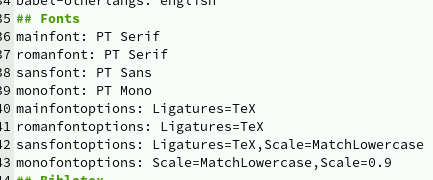 34 babel-otherlangs: english
35 ## Fonts
36 mainfont: PT Serif
37 romanfont: PT Serif
38 sansfont: PT Sans
39 monofont: PT Mono
40 mainfontoptions: Ligatures=TeX
41 romanfontoptions: Ligatures=TeX
42 sansfontoptions: Ligatures=TeX,Scale=MatchLowercase
43 monofontoptions: Scale=MatchLowercase,Scale=0.9
44 ## Biblatex